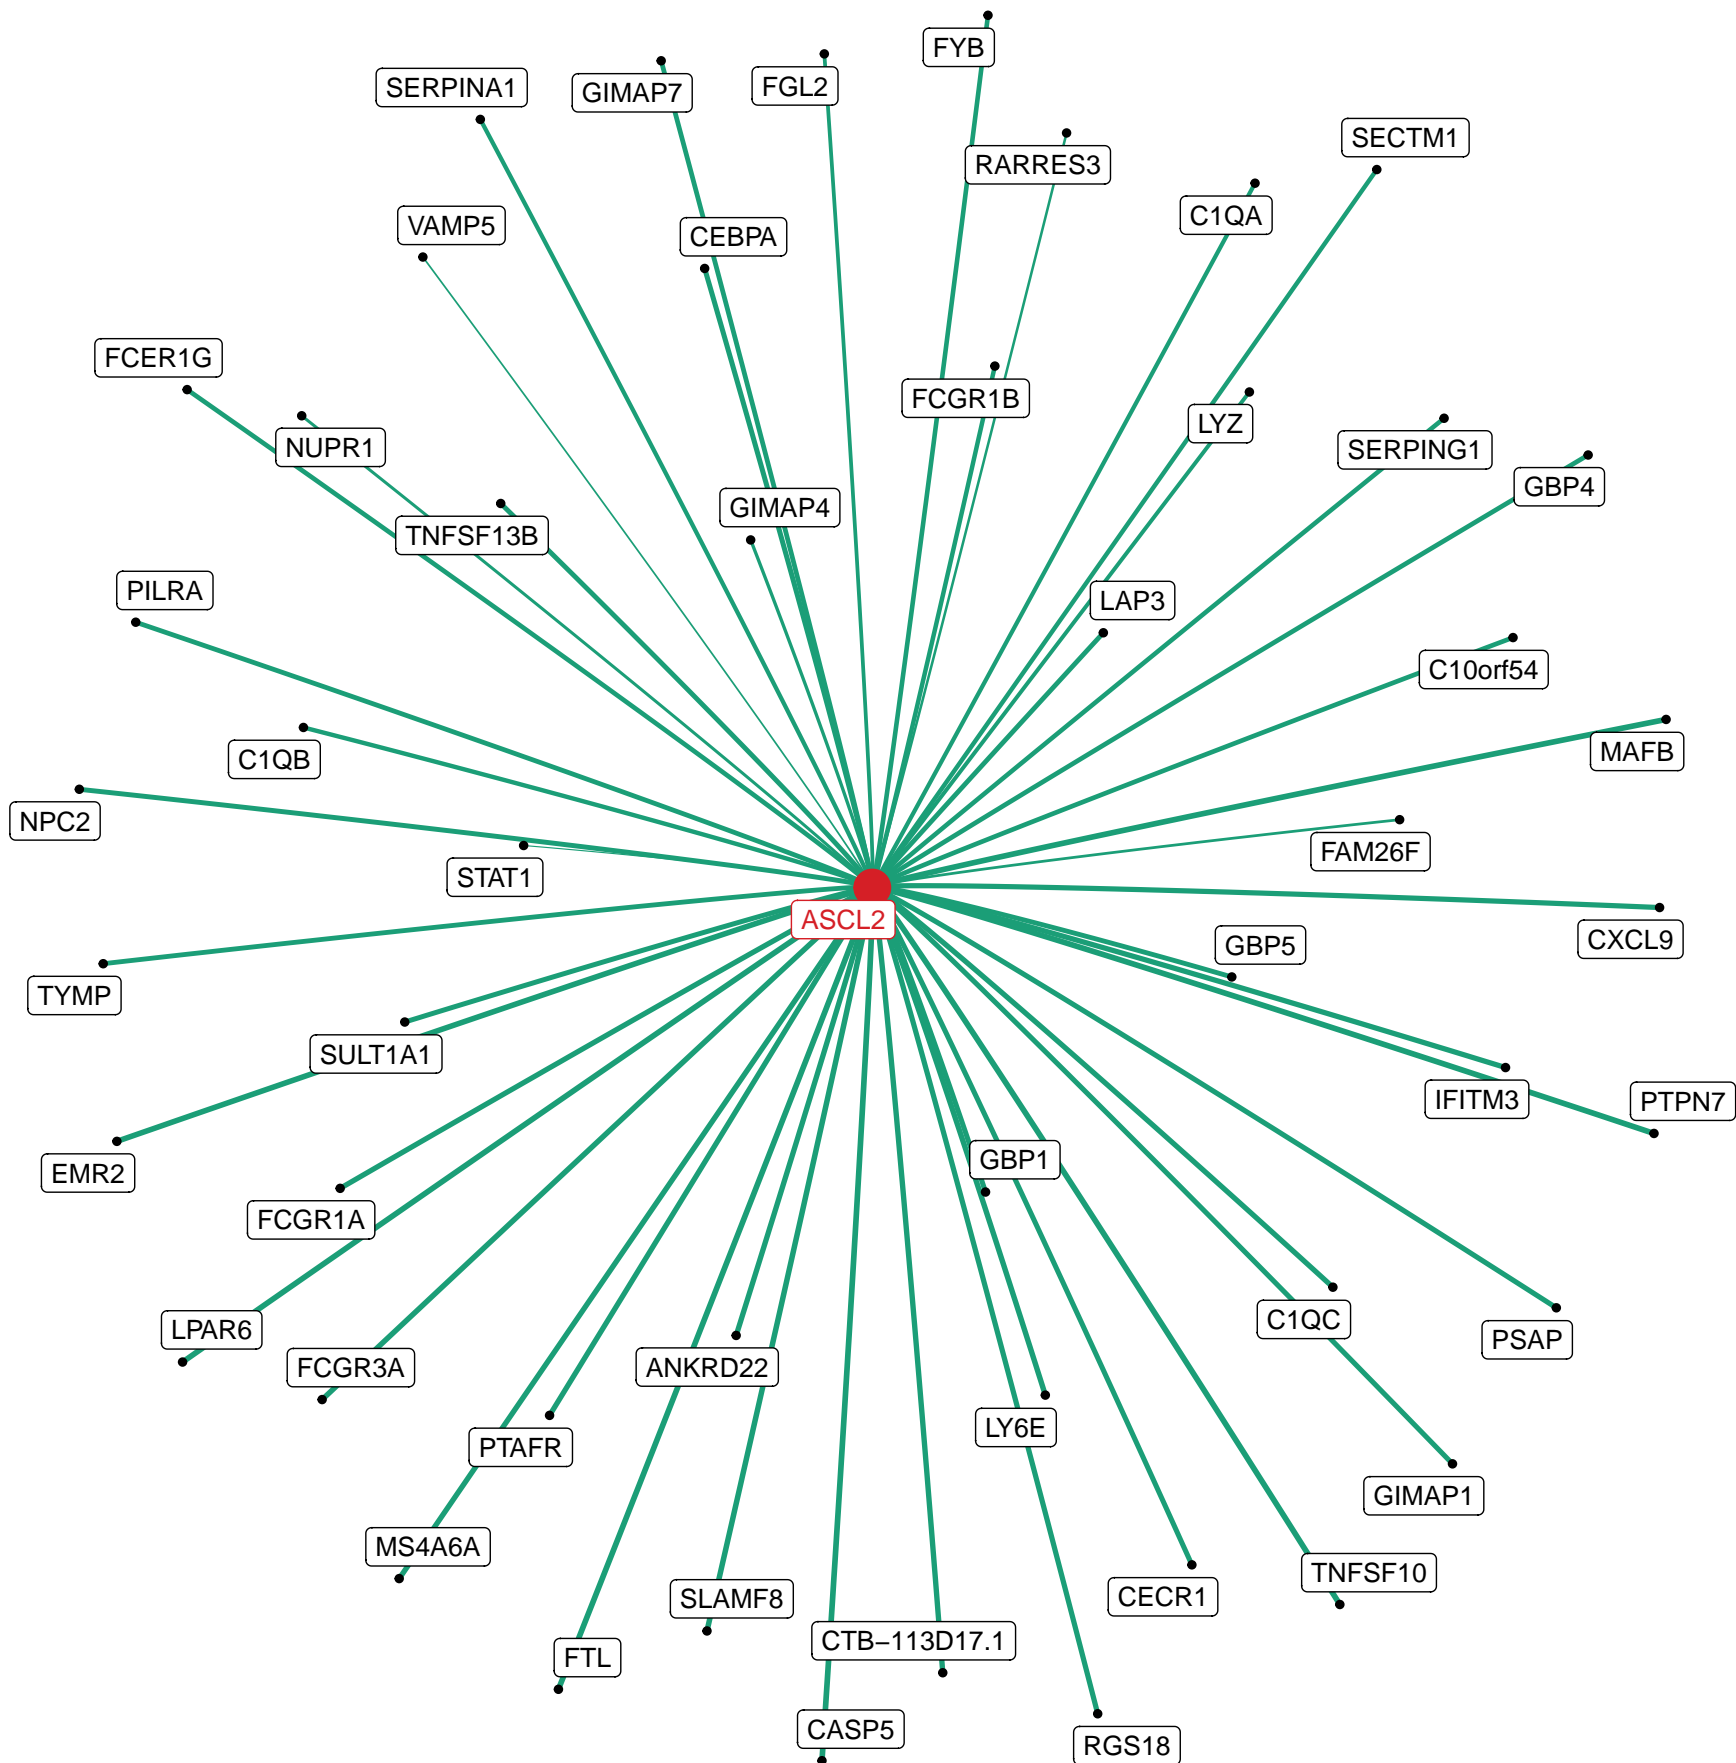 FYB
SERPINA1
GIMAP7
FGL2
SECTM1
RARRES3
C1QA
VAMP5
CEBPA
FCER1G
FCGR1B
LYZ
NUPR1
SERPING1
GBP4
GIMAP4
TNFSF13B
PILRA
LAP3
C10orf54
C1QB
MAFB
NPC2
FAM26F
STAT1
ASCL2
CXCL9
GBP5
TYMP
SULT1A1
IFITM3
PTPN7
GBP1
EMR2
FCGR1A
C1QC
LPAR6
PSAP
FCGR3A
ANKRD22
LY6E
PTAFR
GIMAP1
MS4A6A
TNFSF10
CECR1
SLAMF8
CTB−113D17.1
FTL
CASP5
RGS18